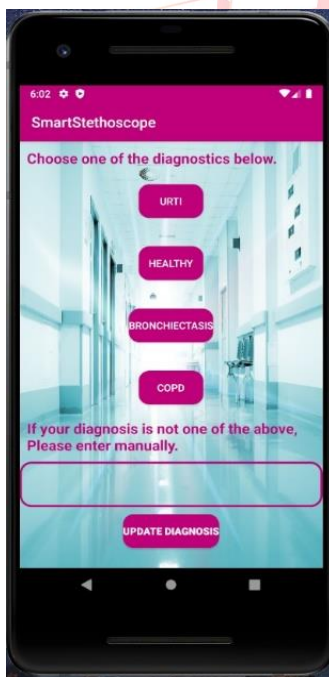 6:02
SmartStethoscope
Choose one of the diagnostics below.
URTI
HEALTHY
BRONCHIECTASIS
COPD
If your diagnosis is not one of the above,
Please enter manually.
UPDATE DIAGNOSIS